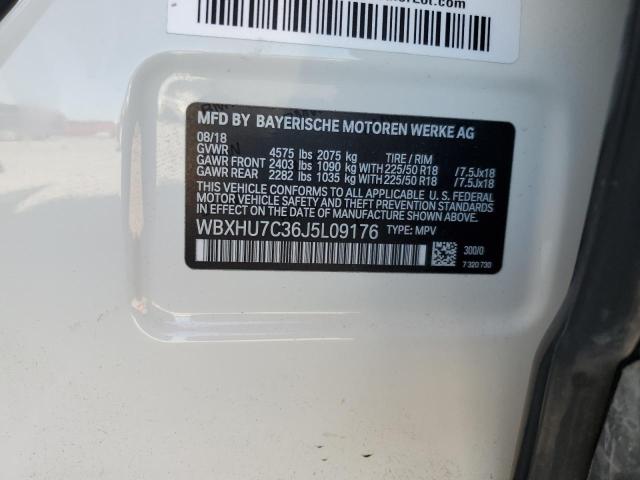 MFD BY BAYERISCHE MOTOREN WERKE AG
08/18
GVWR 4575 lbs 2075 kg TIRE / RIM
GAWR FRONT 2403 lbs 1090 kg WITH 225/50 R18 /7.5Jx18
GAWR REAR 2282 lbs 1035 kg WITH 225/50 R18 /7.5Jx18
THIS VEHICLE CONFORMS TO ALL APPLICABLE U.S. FEDERAL
MOTOR VEHICLE SAFETY, BUMPER, AND THEFT PREVENTION
STANDARDS IN EFFECT ON THE DATE OF MANUFACTURE SHOWN ABOVE.
WBXHU7C36J5L09176 TYPE: MPV
300/0
7 320 730